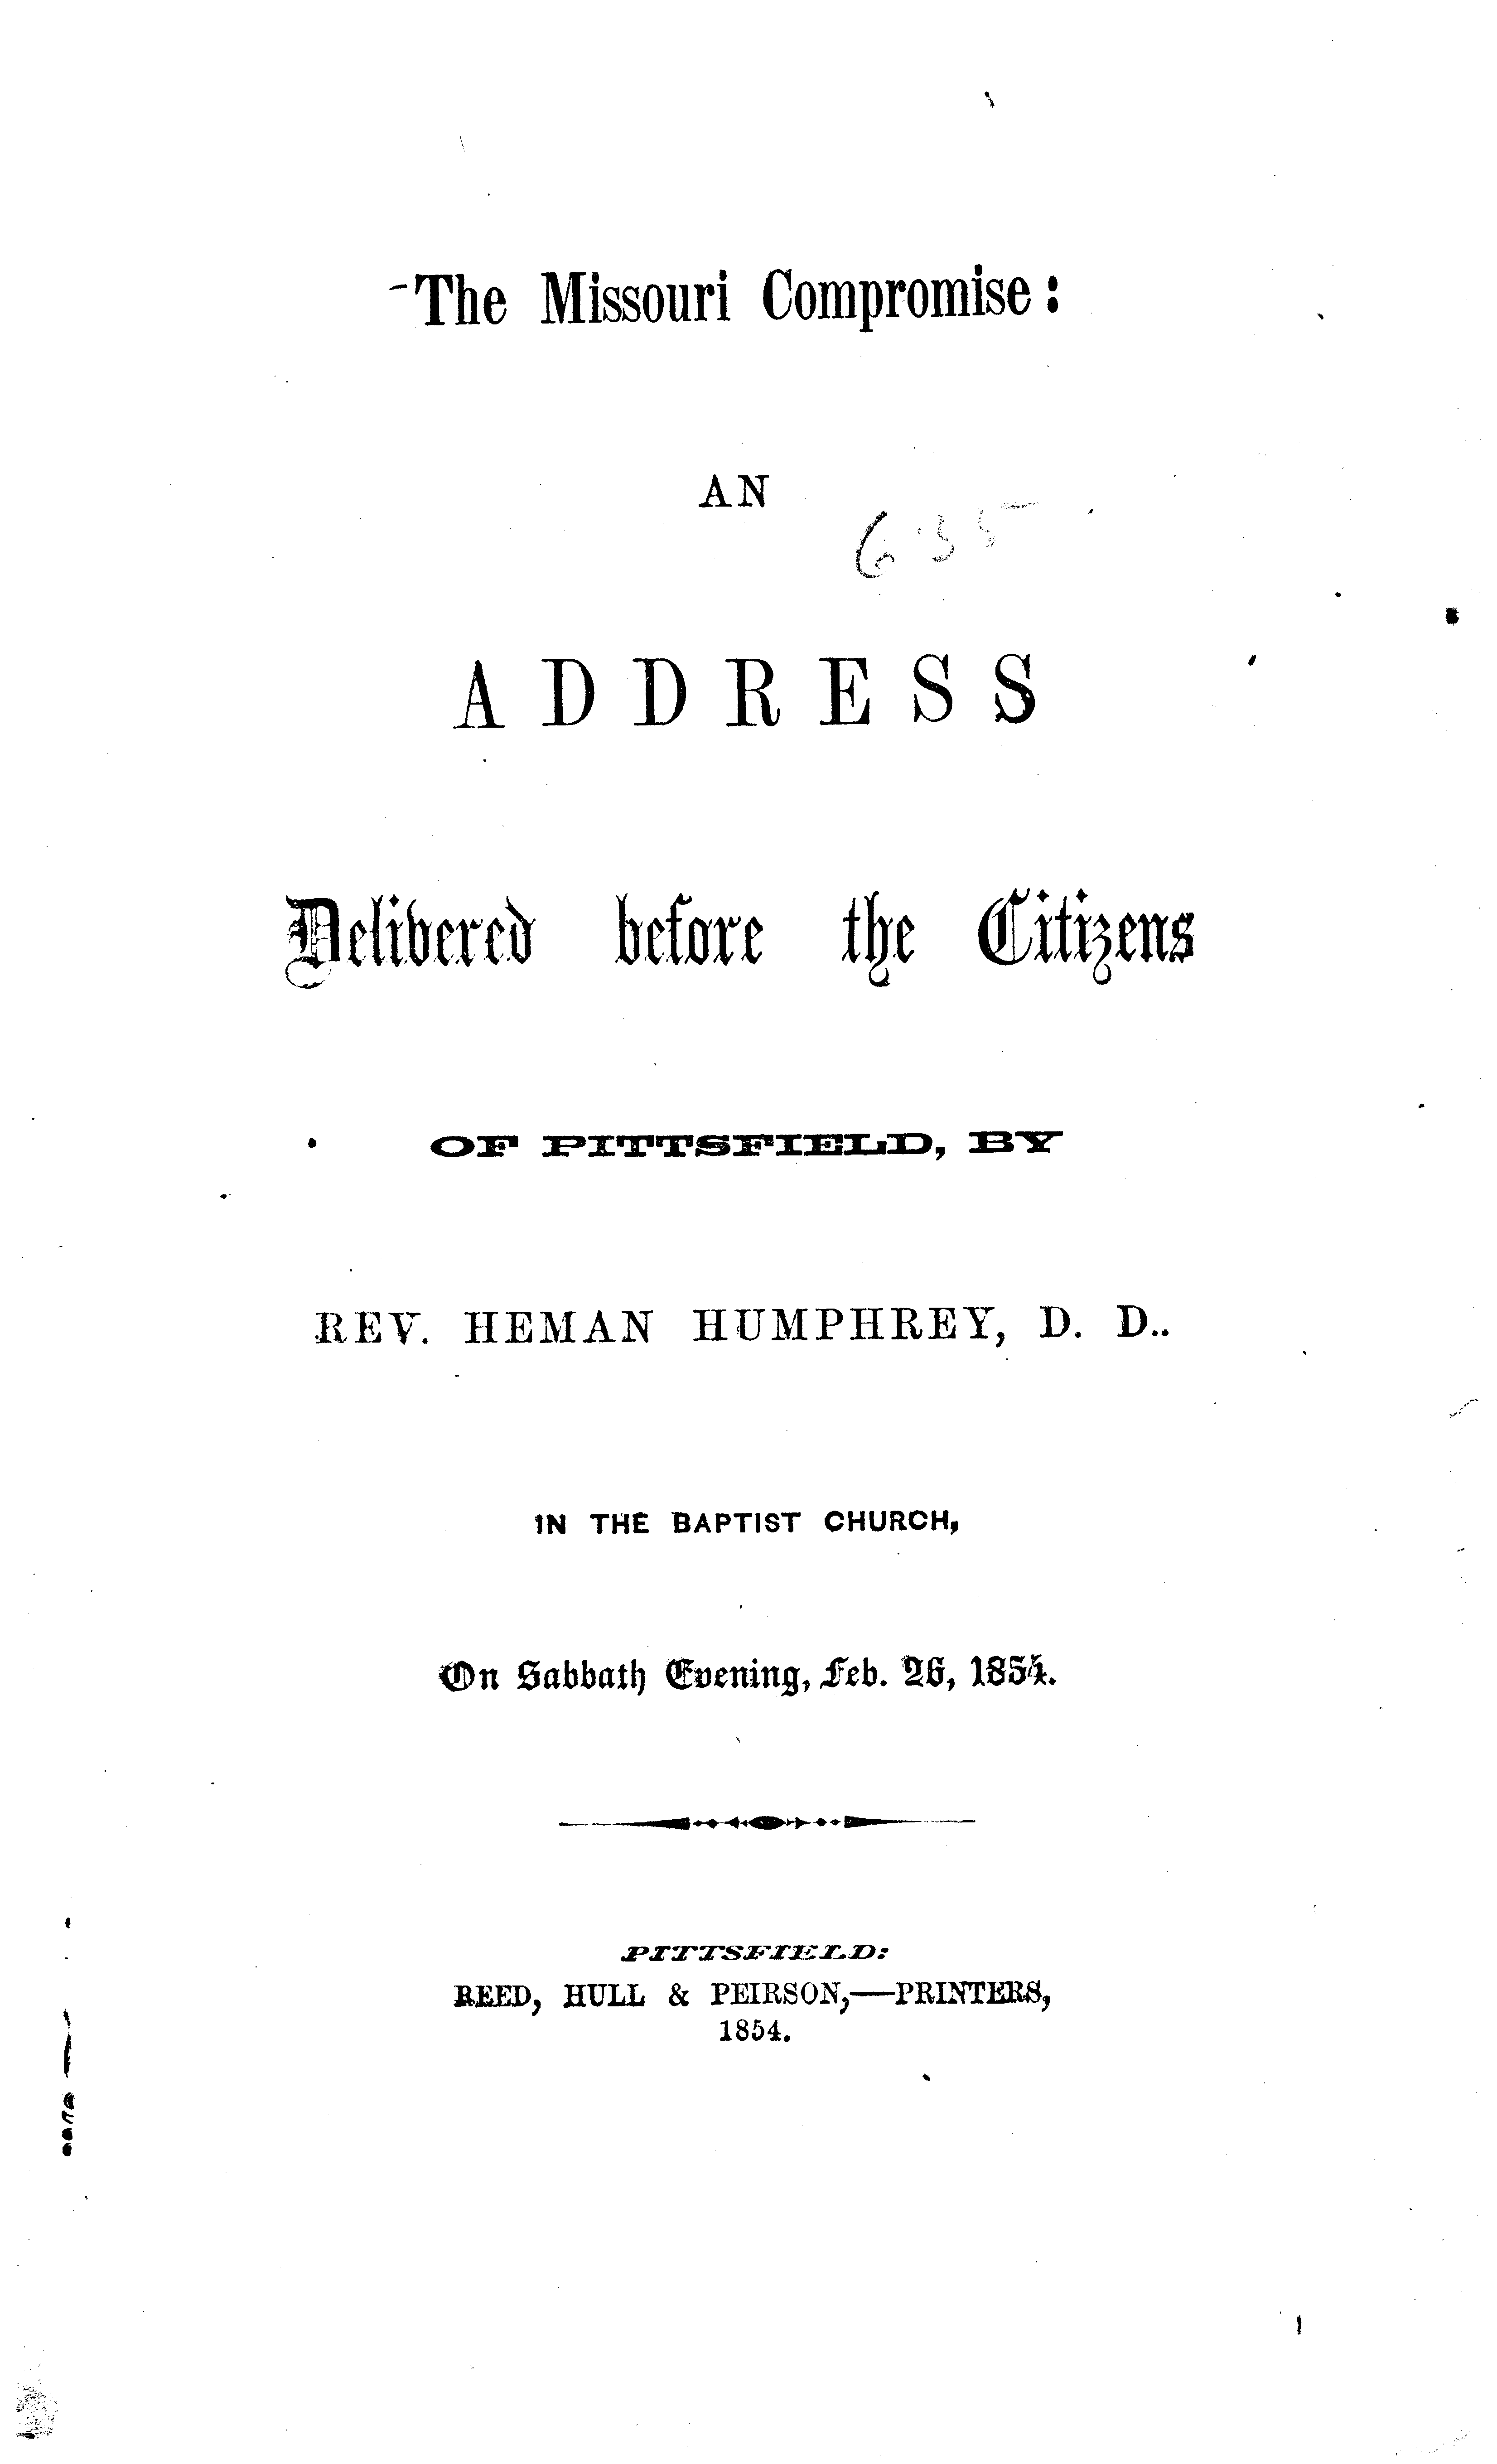 The Missouri Compromise:
AN
635
ADDRESS
Delivered before the Citizens
OF PITTSFIELD, BY
REV. HEMAN HUMPHREY, D. D..
IN THE BAPTIST CHURCH,
On Sabbath Evening, Feb. 26, 1854.
PITTSFIELD:
REED, HULL & PEIRSON,—PRINTERS,
1854.